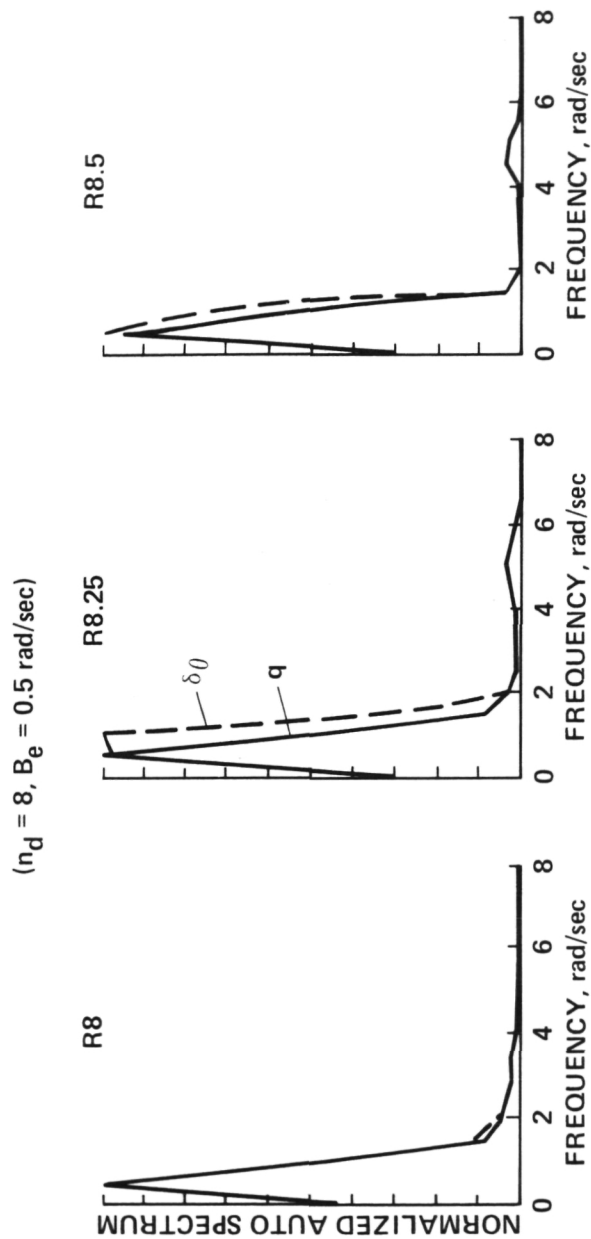 (n_d = 8, B_e = 0.5 rad/sec)
R8
R8.25
R8.5
NORMALIZED AUTO SPECTRUM
δ_θ
q
0 2 4 6 8
FREQUENCY, rad/sec
0 2 4 6 8
FREQUENCY, rad/sec
0 2 4 6 8
FREQUENCY, rad/sec